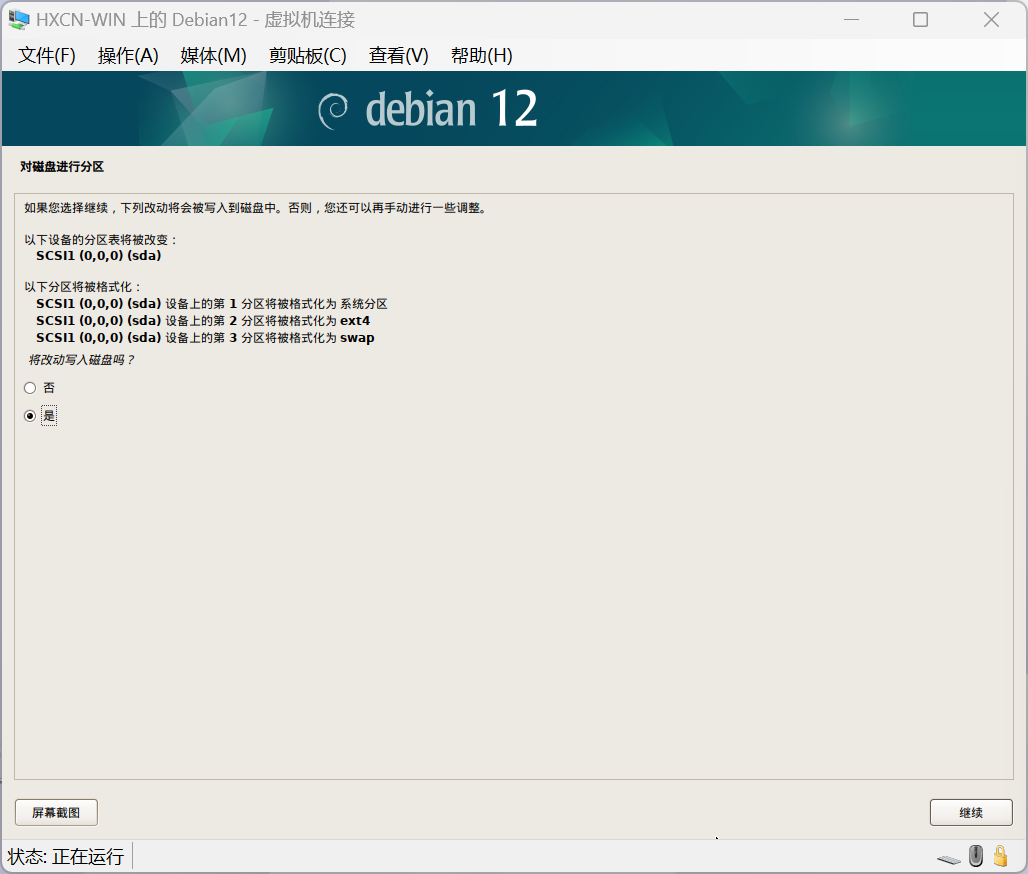 HXCN-WIN 上的 Debian12 - 虚拟机连接
文件(F) 操作(A) 媒体(M) 剪贴板(C) 查看(V) 帮助(H)
debian 12
对磁盘进行分区
如果您选择继续，下列改动将会被写入到磁盘中。否则，您还可以再手动进行一些调整。
以下设备的分区表将被改变：
SCSI1 (0,0,0) (sda)
以下分区将被格式化：
SCSI1 (0,0,0) (sda) 设备上的第 1 分区将被格式化为 系统分区
SCSI1 (0,0,0) (sda) 设备上的第 2 分区将被格式化为 ext4
SCSI1 (0,0,0) (sda) 设备上的第 3 分区将被格式化为 swap
将改动写入磁盘吗？
否
是
屏幕截图 继续
状态: 正在运行